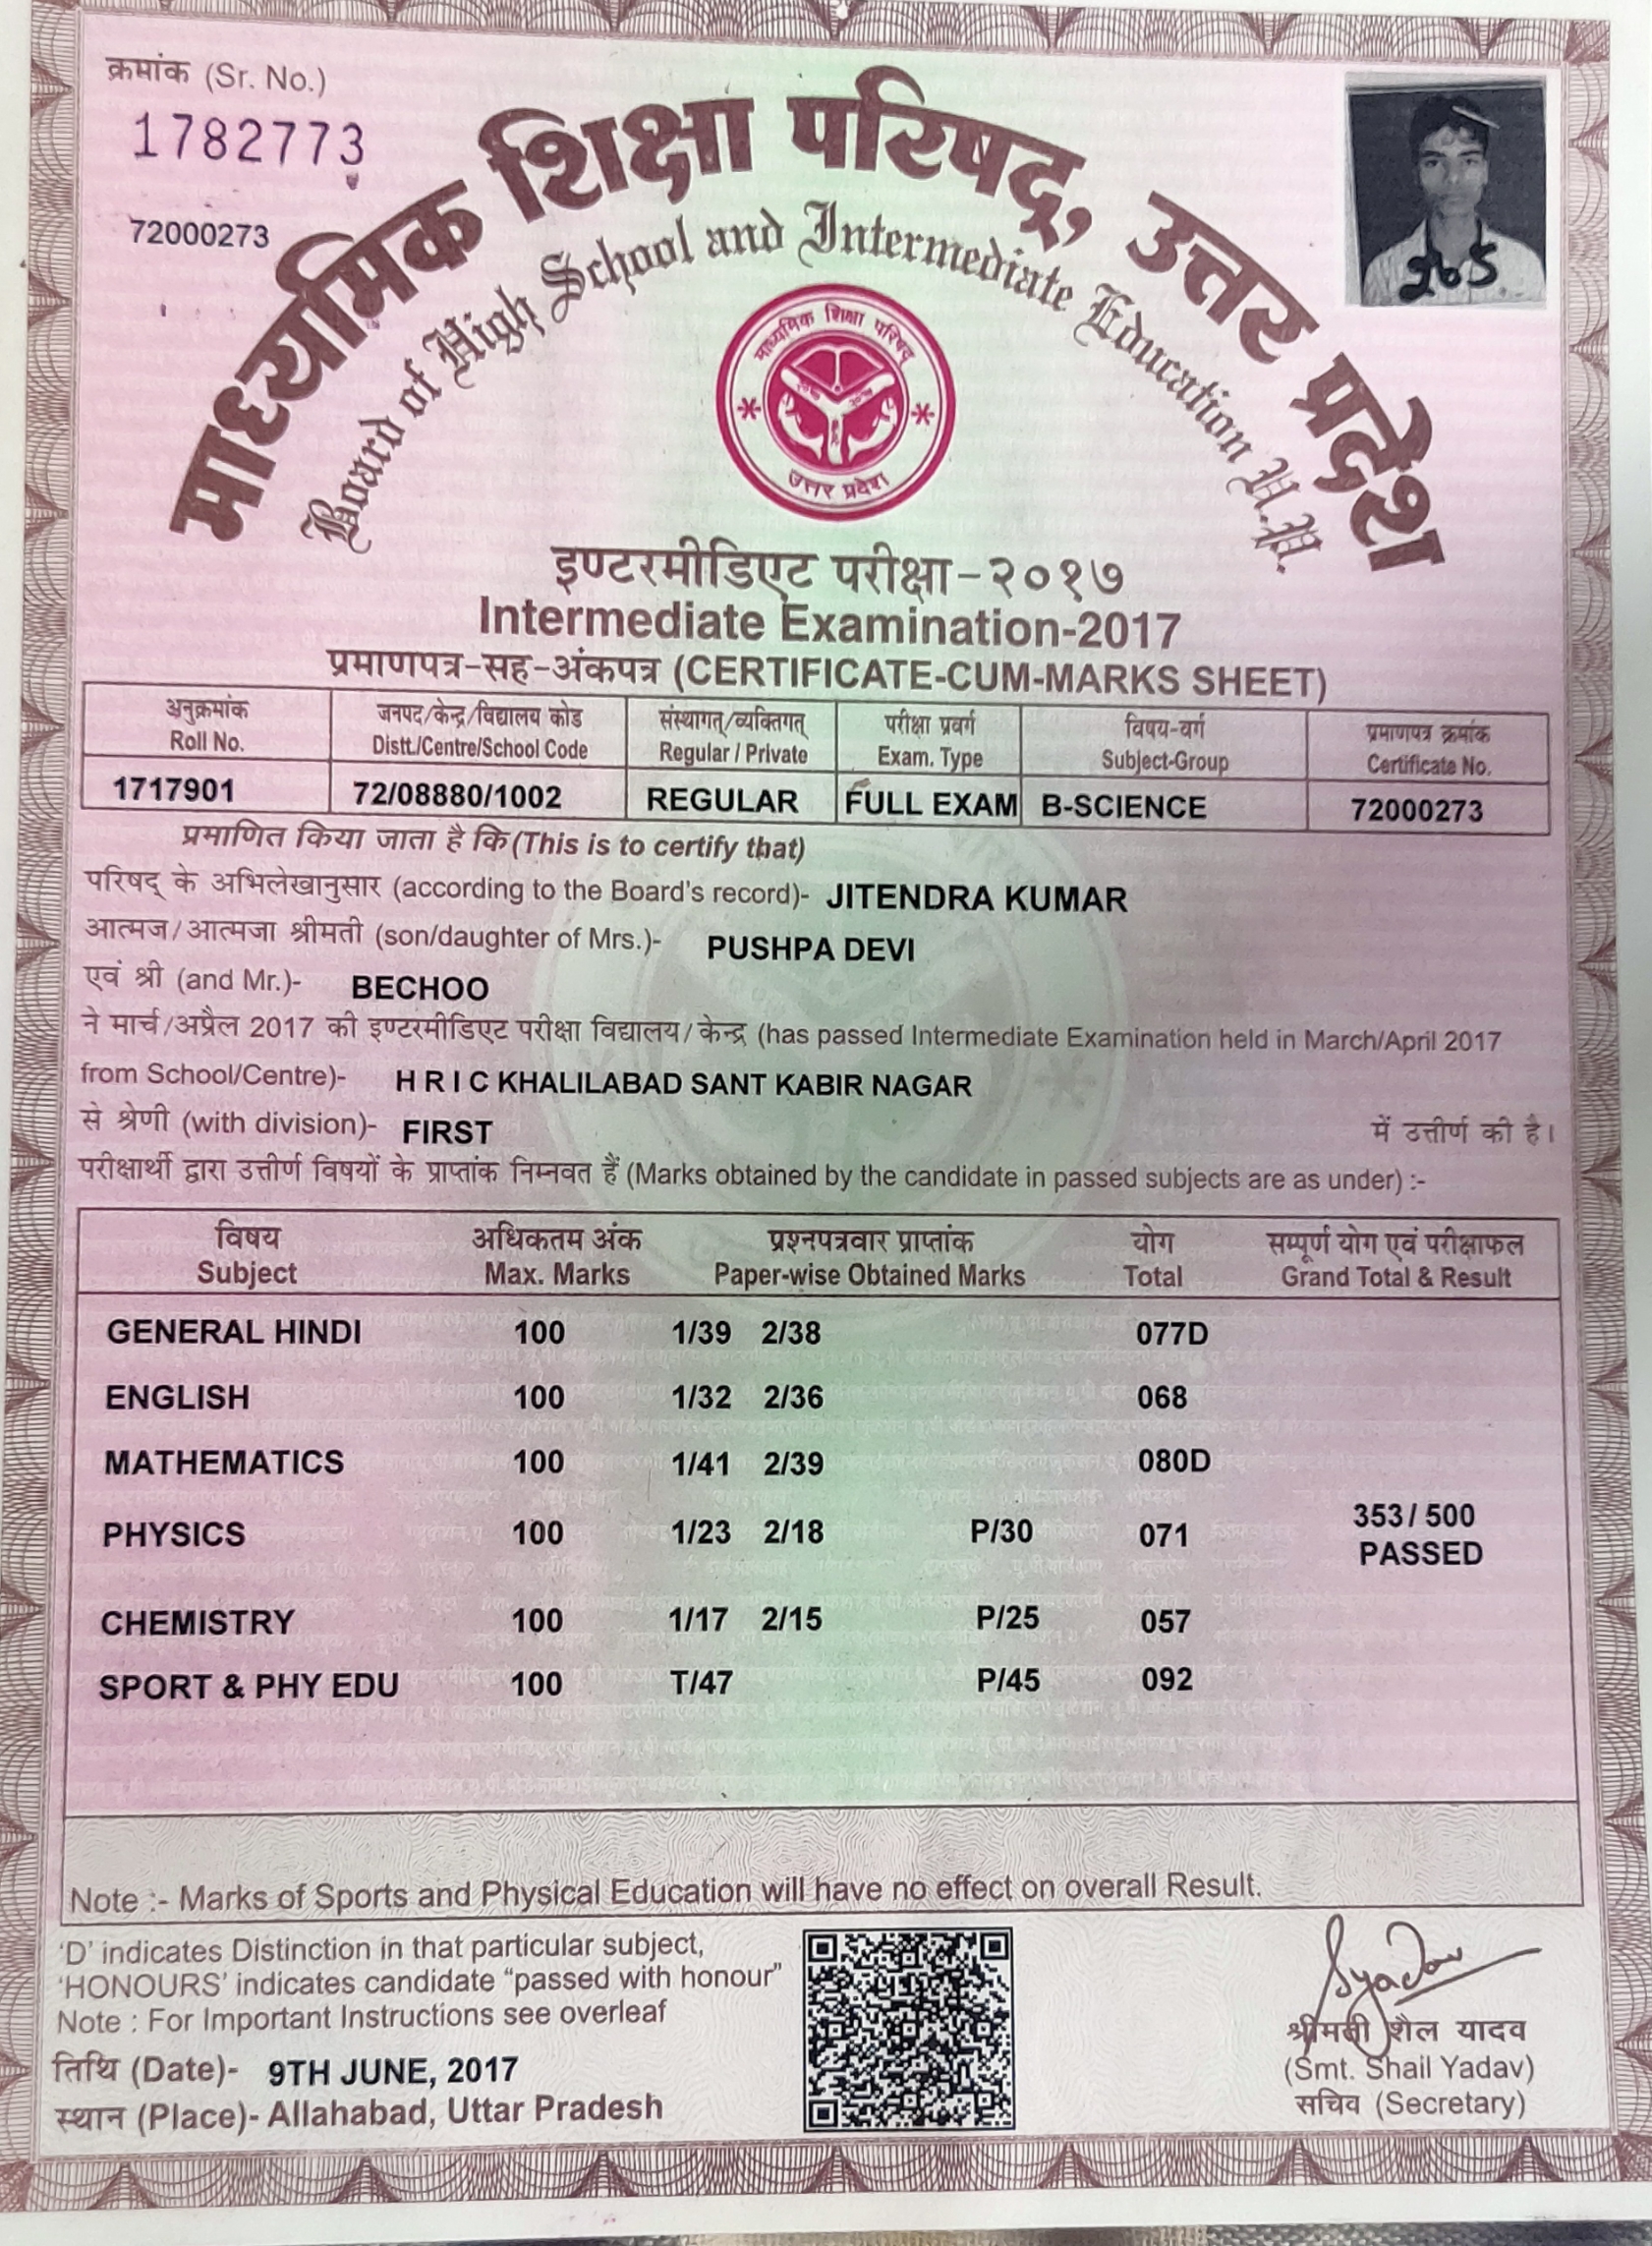 क्रमांक (Sr. No.)
1782773
72000273
माध्यमिक शिक्षा परिषद्, उत्तर प्रदेश
Board of High School and Intermediate Education U.P.
माध्यमिक शिक्षा परिषद्
उत्तर प्रदेश
265
इण्टरमीडिएट परीक्षा-२०१७
Intermediate Examination-2017
प्रमाणपत्र-सह-अंकपत्र (CERTIFICATE-CUM-MARKS SHEET)
अनुक्रमांक जनपद/केन्द्र/विद्यालय कोड संस्थागत्/व्यक्तिगत् परीक्षा प्रवर्ग विषय-वर्ग प्रमाणपत्र क्रमांक
Roll No. Distt./Centre/School Code Regular / Private Exam. Type Subject-Group Certificate No.
1717901 72/08880/1002 REGULAR FULL EXAM B-SCIENCE 72000273
प्रमाणित किया जाता है कि (This is to certify that)
परिषद् के अभिलेखानुसार (according to the Board's record)- JITENDRA KUMAR
आत्मज/आत्मजा श्रीमती (son/daughter of Mrs.)- PUSHPA DEVI
एवं श्री (and Mr.)- BECHOO
ने मार्च/अप्रैल 2017 की इण्टरमीडिएट परीक्षा विद्यालय/केन्द्र (has passed Intermediate Examination held in March/April 2017
from School/Centre)- H R I C KHALILABAD SANT KABIR NAGAR
से श्रेणी (with division)- FIRST में उत्तीर्ण की है।
परीक्षार्थी द्वारा उत्तीर्ण विषयों के प्राप्तांक निम्नवत हैं (Marks obtained by the candidate in passed subjects are as under) :-
विषय अधिकतम अंक प्रश्नपत्रवार प्राप्तांक योग सम्पूर्ण योग एवं परीक्षाफल
Subject Max. Marks Paper-wise Obtained Marks Total Grand Total & Result
GENERAL HINDI 100 1/39 2/38 077D
ENGLISH 100 1/32 2/36 068
MATHEMATICS 100 1/41 2/39 080D
PHYSICS 100 1/23 2/18 P/30 071 353/ 500
PASSED
CHEMISTRY 100 1/17 2/15 P/25 057
SPORT & PHY EDU 100 T/47 P/45 092
Note :- Marks of Sports and Physical Education will have no effect on overall Result.
'D' indicates Distinction in that particular subject,
'HONOURS' indicates candidate "passed with honour"
Note : For Important Instructions see overleaf
तिथि (Date)- 9TH JUNE, 2017
स्थान (Place)- Allahabad, Uttar Pradesh
Syadav
श्रीमती शैल यादव
(Smt. Shail Yadav)
सचिव (Secretary)